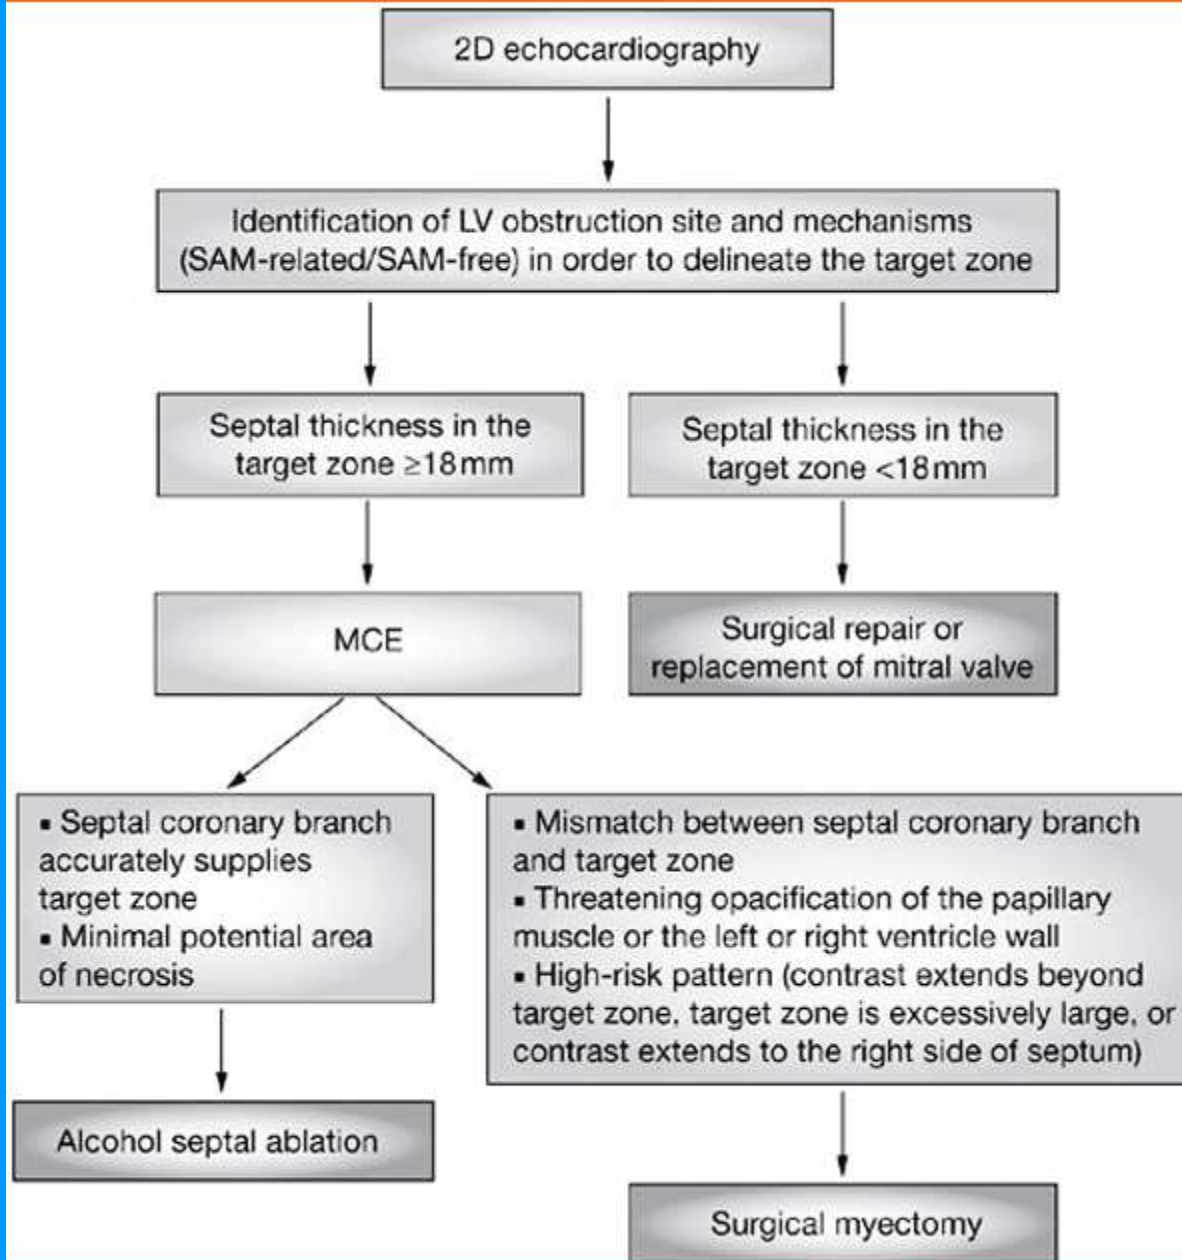 2D echocardiography
Identification of LV obstruction site and mechanisms
(SAM-related/SAM-free) in order to delineate the target zone
Septal thickness in the
target zone ≥18mm
Septal thickness in the
target zone <18mm
MCE
Surgical repair or
replacement of mitral valve
▪ Septal coronary branch
accurately supplies
target zone
▪ Minimal potential area
of necrosis
▪ Mismatch between septal coronary branch
and target zone
▪ Threatening opacification of the papillary
muscle or the left or right ventricle wall
▪ High-risk pattern (contrast extends beyond
target zone, target zone is excessively large, or
contrast extends to the right side of septum)
Alcohol septal ablation
Surgical myectomy